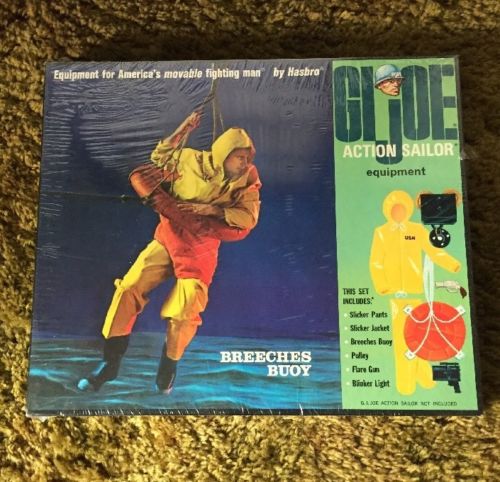 Equipment for America's movable fighting man by Hasbro
GI JOE
ACTION SAILOR
equipment
USN
THIS SET
INCLUDES:*
Slicker Pants
Slicker Jacket
Breeches Buoy
Pulley
Flare Gun
Blinker Light
BREECHES
BUOY
G.I. JOE ACTION SAILOR NOT INCLUDED